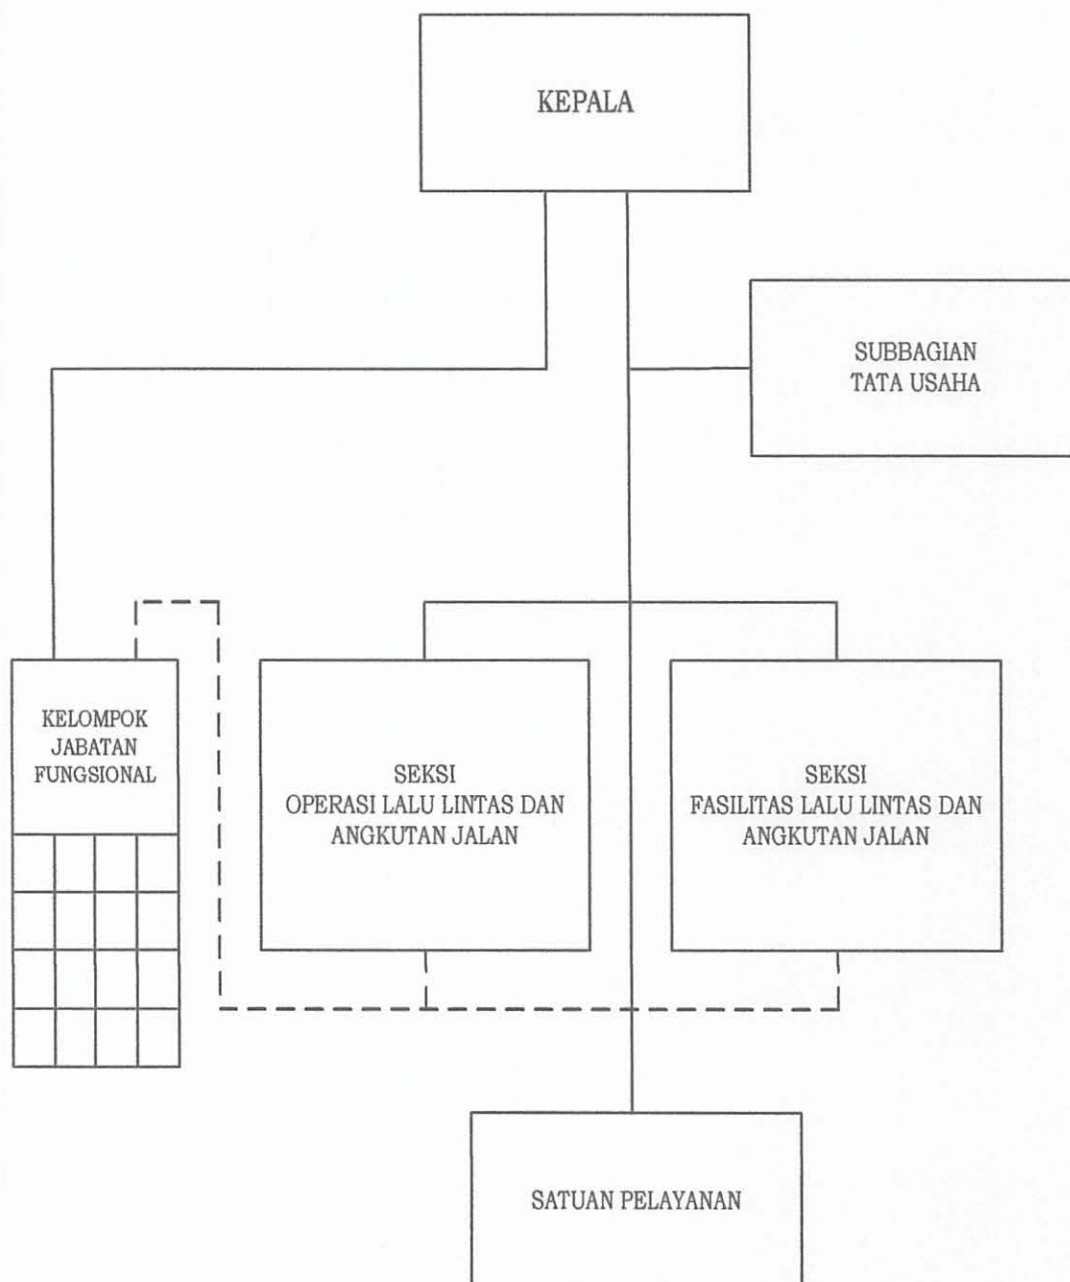 KEPALA
SUBBAGIAN
TATA USAHA
KELOMPOK
JABATAN
FUNGSIONAL
SEKSI
OPERASI LALU LINTAS DAN
ANGKUTAN JALAN
SEKSI
FASILITAS LALU LINTAS DAN
ANGKUTAN JALAN
SATUAN PELAYANAN